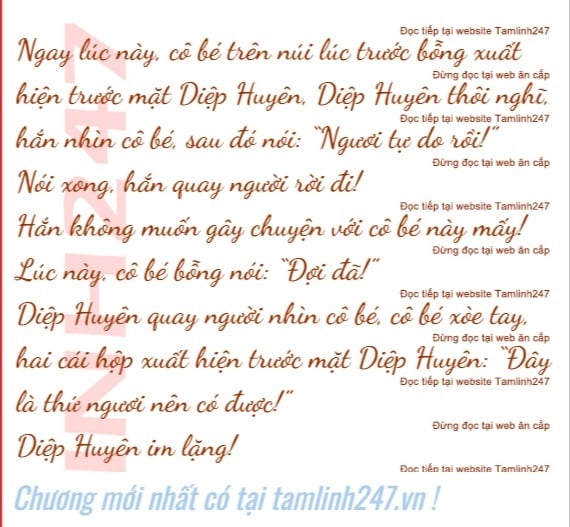 Đọc tiếp tại website Tamlinh247
Ngay lúc này, cô bé trên núi lúc trước bỗng xuất
Đừng đọc tại web ăn cắp
hiện trước mặt Diệp Huyên, Diệp Huyên thôi nghĩ,
Đọc tiếp tại website Tamlinh247
hắn nhìn cô bé, sau đó nói: “Ngươi tự do rồi!”
Đừng đọc tại web ăn cắp
Nói xong, hắn quay người rời đi!
Đọc tiếp tại website Tamlinh247
Hắn không muốn gây chuyện với cô bé này mấy!
Đừng đọc tại web ăn cắp
Lúc này, cô bé bỗng nói: “Đợi đã!”
Đọc tiếp tại website Tamlinh247
Diệp Huyên quay người nhìn cô bé, cô bé xòe tay,
Đừng đọc tại web ăn cắp
hai cái hộp xuất hiện trước mặt Diệp Huyên: “Đây
Đọc tiếp tại website Tamlinh247
là thứ ngươi nên có được!”
Đừng đọc tại web ăn cắp
Diệp Huyên im lặng!
Đọc tiếp tại website Tamlinh247
INH247
Chương mới nhất có tại tamlinh247.vn !